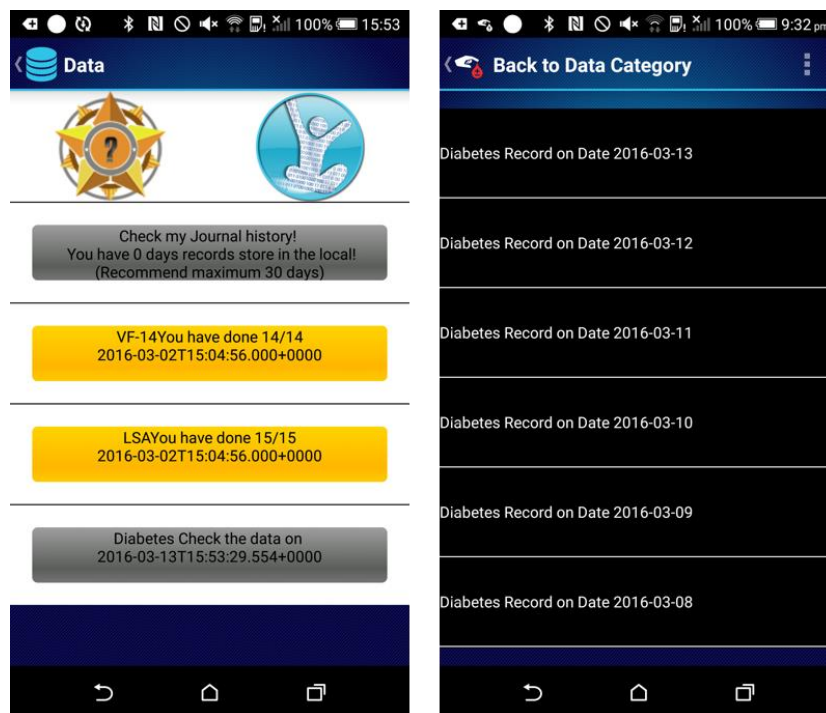 100% 15:53
Data
?
Check my Journal history!
You have 0 days records store in the local!
(Recommend maximum 30 days)
VF-14You have done 14/14
2016-03-02T15:04:56.000+0000
LSAYou have done 15/15
2016-03-02T15:04:56.000+0000
Diabetes Check the data on
2016-03-13T15:53:29.554+0000
100% 9:32 pm
Back to Data Category
Diabetes Record on Date 2016-03-13
Diabetes Record on Date 2016-03-12
Diabetes Record on Date 2016-03-11
Diabetes Record on Date 2016-03-10
Diabetes Record on Date 2016-03-09
Diabetes Record on Date 2016-03-08